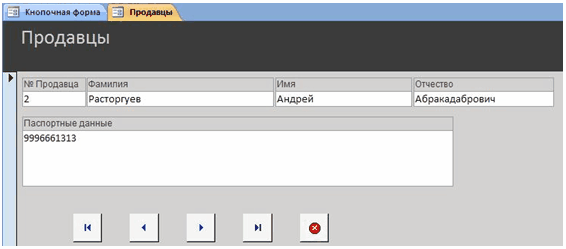 Кнопочная форма Продавцы
Продавцы
№ Продавца Фамилия Имя Отчество
2 Расторгуев Андрей Абракадабрович
Паспортные данные
9996661313